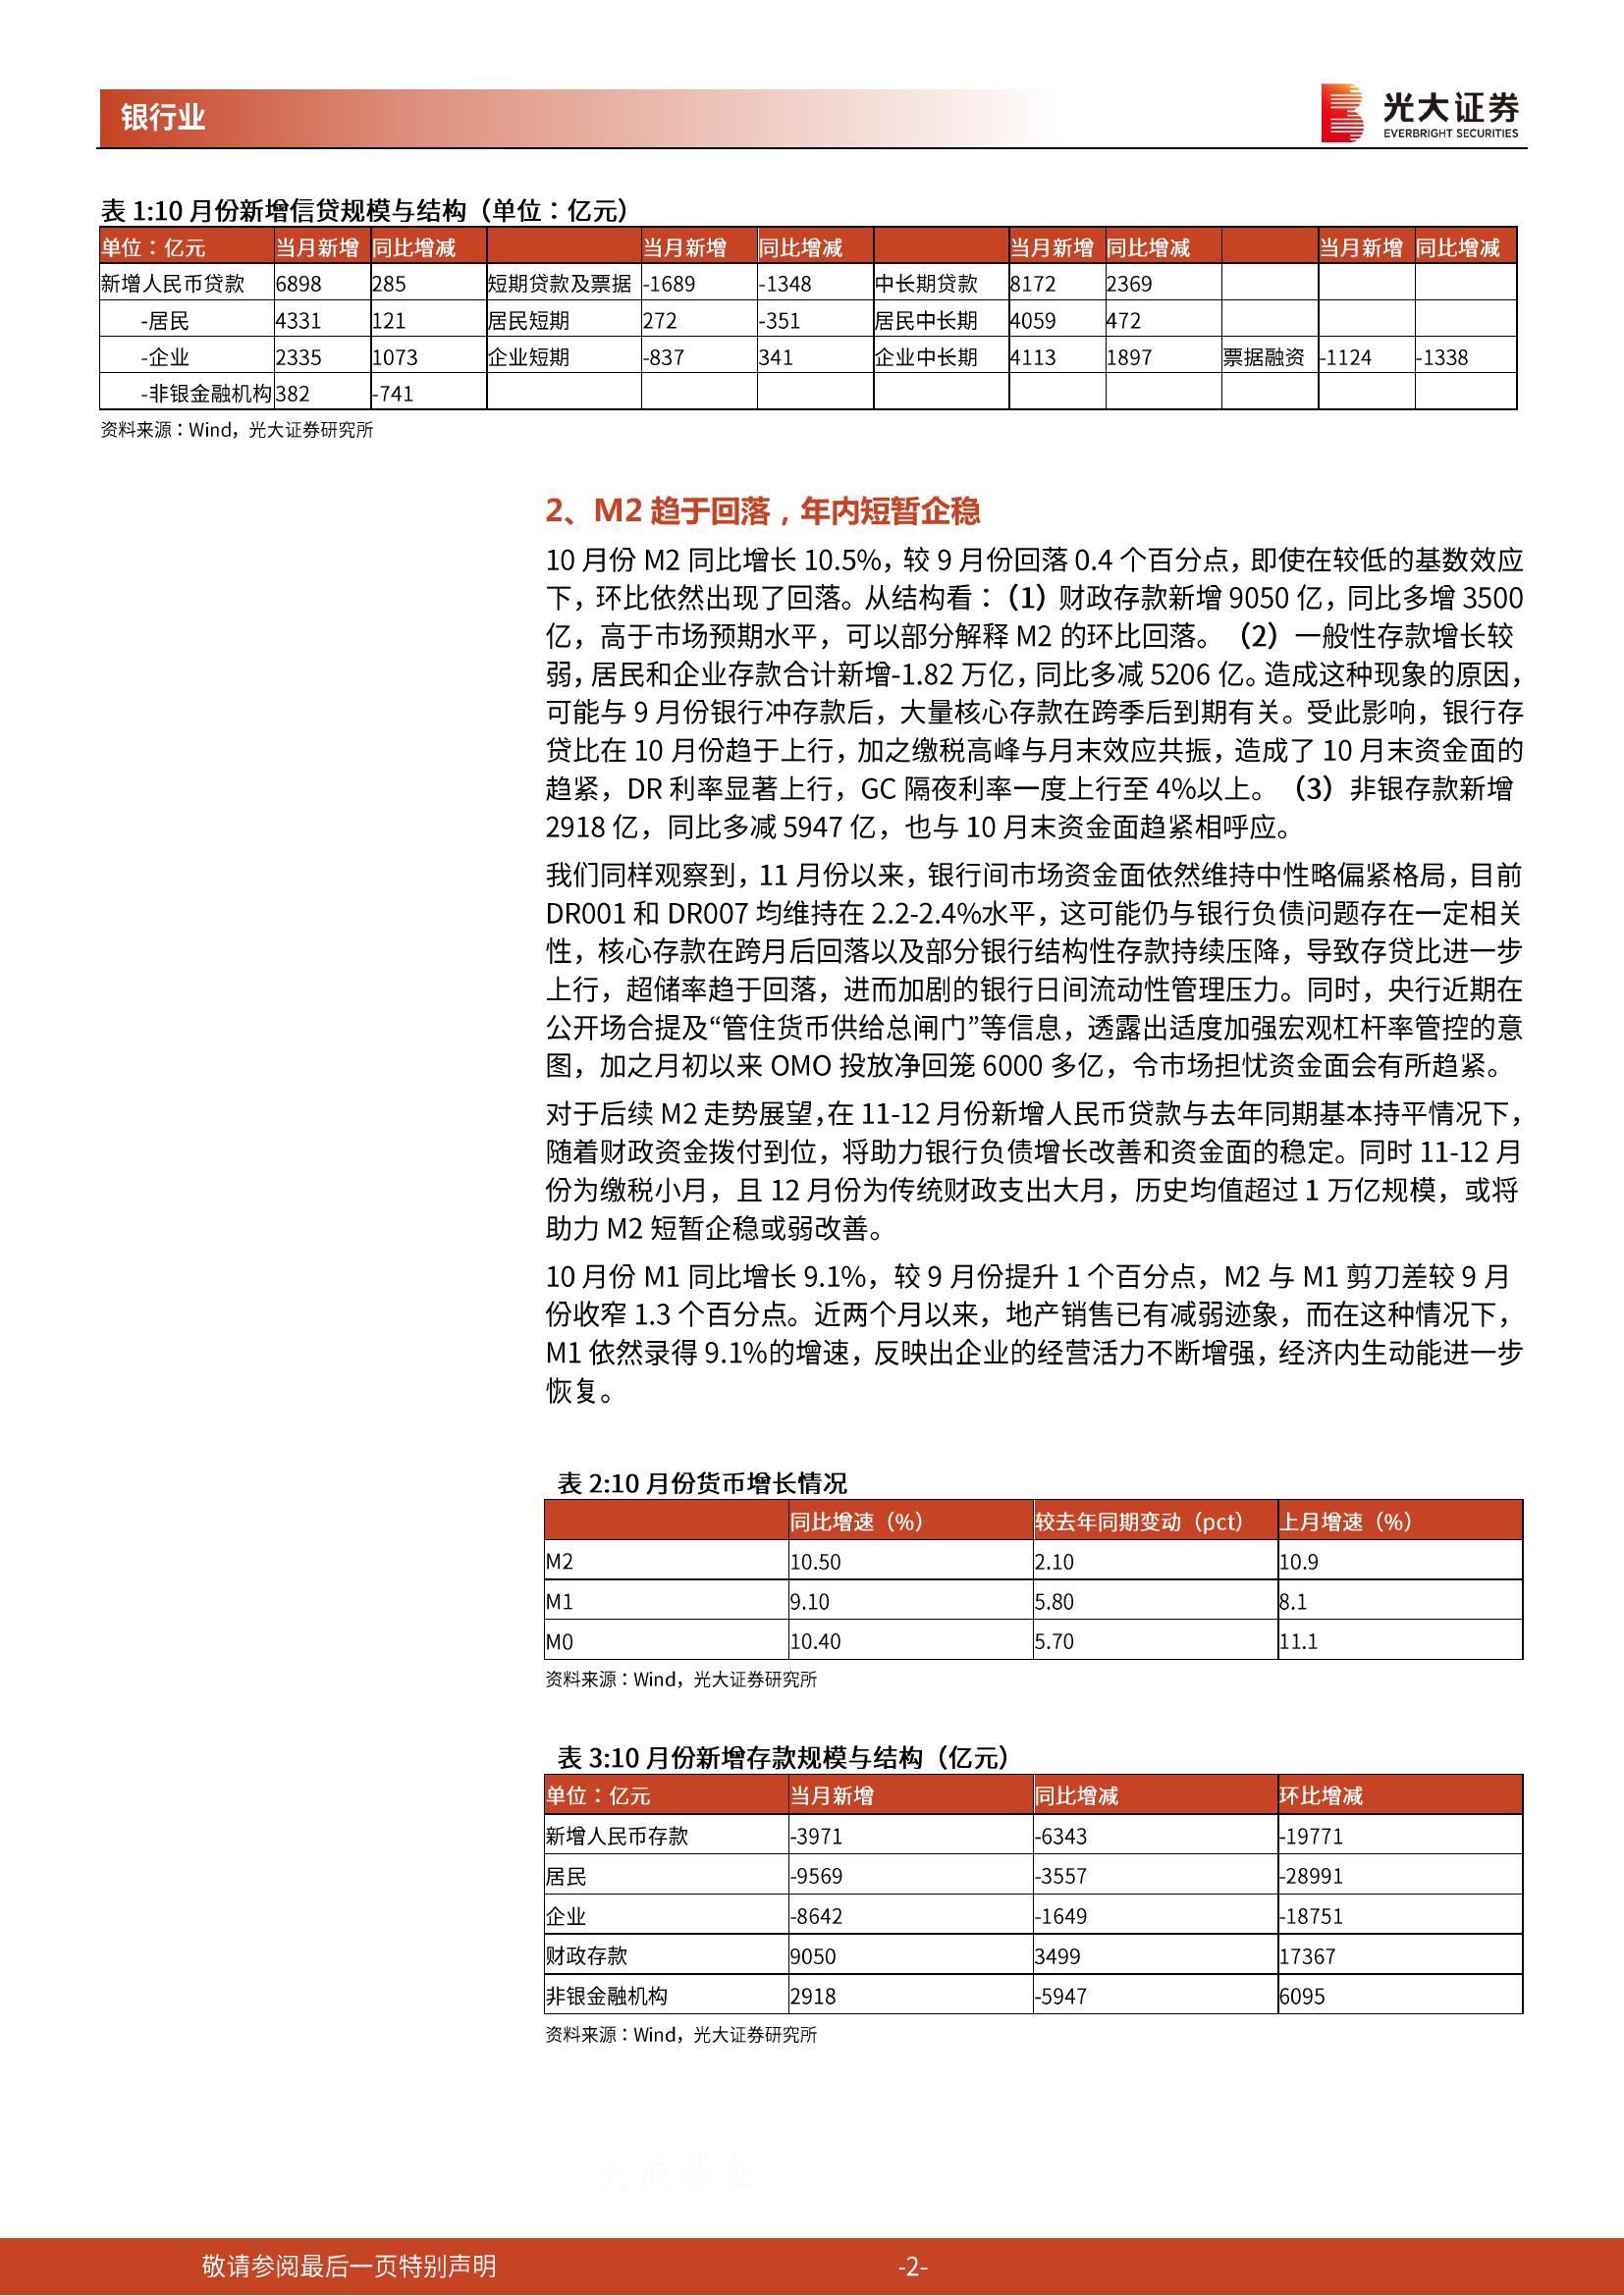 银行业
光大证券
EVERBRIGHT SECURITIES
表 1:10 月份新增信贷规模与结构（单位：亿元）
单位：亿元 当月新增 同比增减 当月新增 同比增减 当月新增 同比增减 当月新增 同比增减
新增人民币贷款 6898 285 短期贷款及票据 -1689 -1348 中长期贷款 8172 2369
-居民 4331 121 居民短期 272 -351 居民中长期 4059 472
-企业 2335 1073 企业短期 -837 341 企业中长期 4113 1897 票据融资 -1124 -1338
-非银金融机构 382 -741
资料来源：Wind，光大证券研究所
2、M2 趋于回落，年内短暂企稳
10 月份 M2 同比增长 10.5%，较 9 月份回落 0.4 个百分点，即使在较低的基数效应
下，环比依然出现了回落。从结构看：（1）财政存款新增 9050 亿，同比多增 3500
亿，高于市场预期水平，可以部分解释 M2 的环比回落。（2）一般性存款增长较
弱，居民和企业存款合计新增-1.82 万亿，同比多减 5206 亿。造成这种现象的原因，
可能与 9 月份银行冲存款后，大量核心存款在跨季后到期有关。受此影响，银行存
贷比在 10 月份趋于上行，加之缴税高峰与月末效应共振，造成了 10 月末资金面的
趋紧，DR 利率显著上行，GC 隔夜利率一度上行至 4%以上。（3）非银存款新增
2918 亿，同比多减 5947 亿，也与 10 月末资金面趋紧相呼应。
我们同样观察到，11 月份以来，银行间市场资金面依然维持中性略偏紧格局，目前
DR001 和 DR007 均维持在 2.2-2.4%水平，这可能仍与银行负债问题存在一定相关
性，核心存款在跨月后回落以及部分银行结构性存款持续压降，导致存贷比进一步
上行，超储率趋于回落，进而加剧的银行日间流动性管理压力。同时，央行近期在
公开场合提及“管住货币供给总闸门”等信息，透露出适度加强宏观杠杆率管控的意
图，加之月初以来 OMO 投放净回笼 6000 多亿，令市场担忧资金面会有所趋紧。
对于后续 M2 走势展望，在 11-12 月份新增人民币贷款与去年同期基本持平情况下，
随着财政资金拨付到位，将助力银行负债增长改善和资金面的稳定。同时 11-12 月
份为缴税小月，且 12 月份为传统财政支出大月，历史均值超过 1 万亿规模，或将
助力 M2 短暂企稳或弱改善。
10 月份 M1 同比增长 9.1%，较 9 月份提升 1 个百分点，M2 与 M1 剪刀差较 9 月
份收窄 1.3 个百分点。近两个月以来，地产销售已有减弱迹象，而在这种情况下，
M1 依然录得 9.1%的增速，反映出企业的经营活力不断增强，经济内生动能进一步
恢复。
表 2:10 月份货币增长情况
同比增速（%） 较去年同期变动（pct） 上月增速（%）
M2 10.50 2.10 10.9
M1 9.10 5.80 8.1
M0 10.40 5.70 11.1
资料来源：Wind，光大证券研究所
表 3:10 月份新增存款规模与结构（亿元）
单位：亿元 当月新增 同比增减 环比增减
新增人民币存款 -3971 -6343 -19771
居民 -9569 -3557 -28991
企业 -8642 -1649 -18751
财政存款 9050 3499 17367
非银金融机构 2918 -5947 6095
资料来源：Wind，光大证券研究所
大成基金
敬请参阅最后一页特别声明 -2-